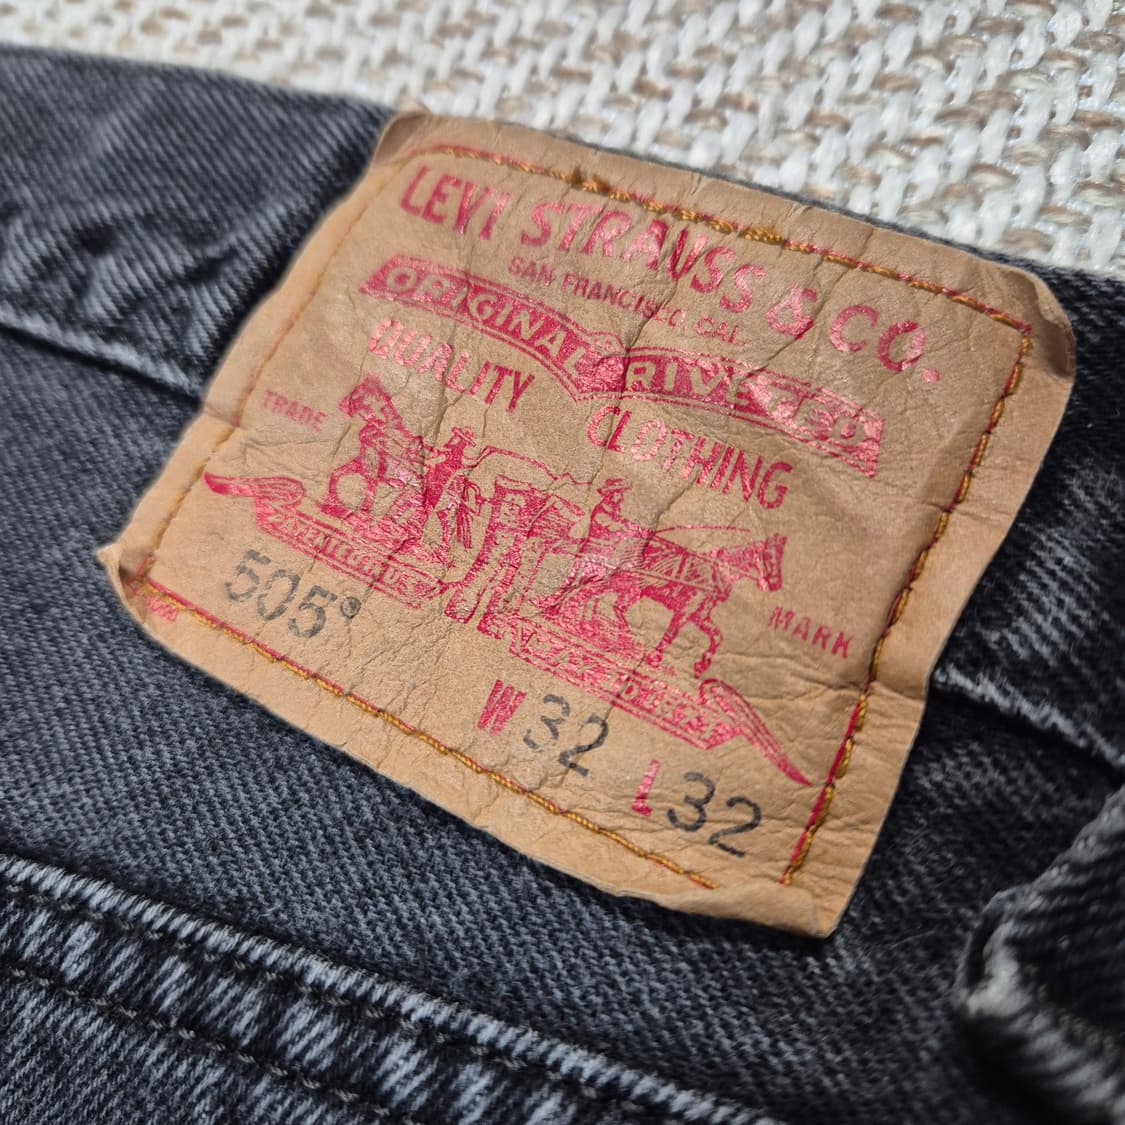 LEVI STRAUSS & CO.
SAN FRANCISCO, CAL.
ORIGINAL RIVETED
QUALITY
CLOTHING
TRADE
MARK
505°
W 32 L 32